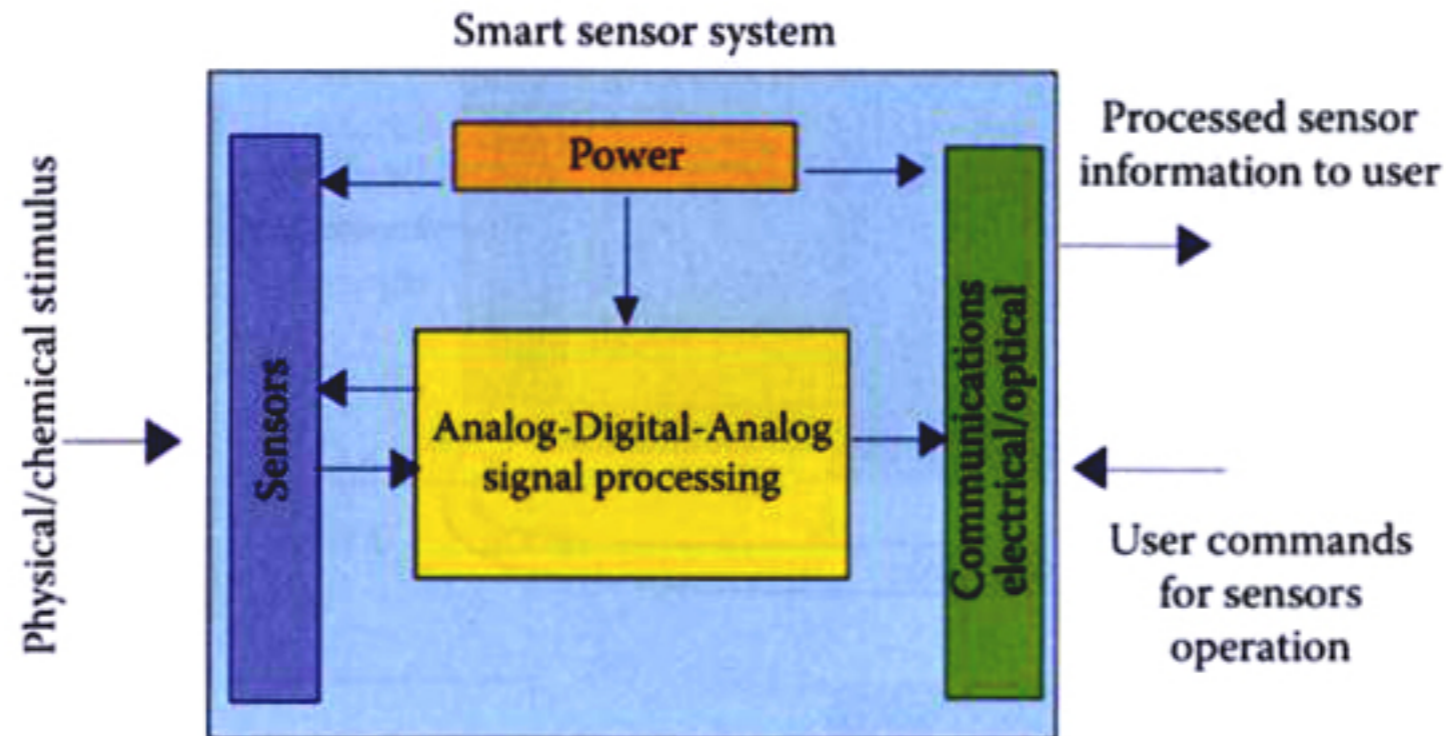 Smart sensor system
Physical/chemical stimulus
Sensors
Power
Analog-Digital-Analog
signal processing
Communications
electrical/optical
Processed sensor
information to user
User commands
for sensors
operation